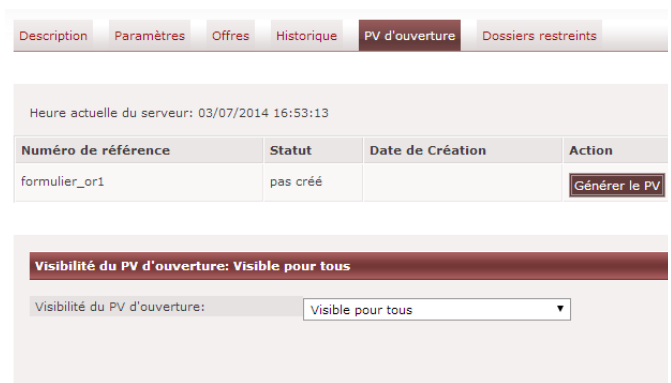 Description Paramètres Offres Historique PV d'ouverture Dossiers restreints
Heure actuelle du serveur: 03/07/2014 16:53:13
Numéro de référence Statut Date de Création Action
formulier_or1 pas créé Générer le PV
Visibilité du PV d'ouverture: Visible pour tous
Visibilité du PV d'ouverture: Visible pour tous